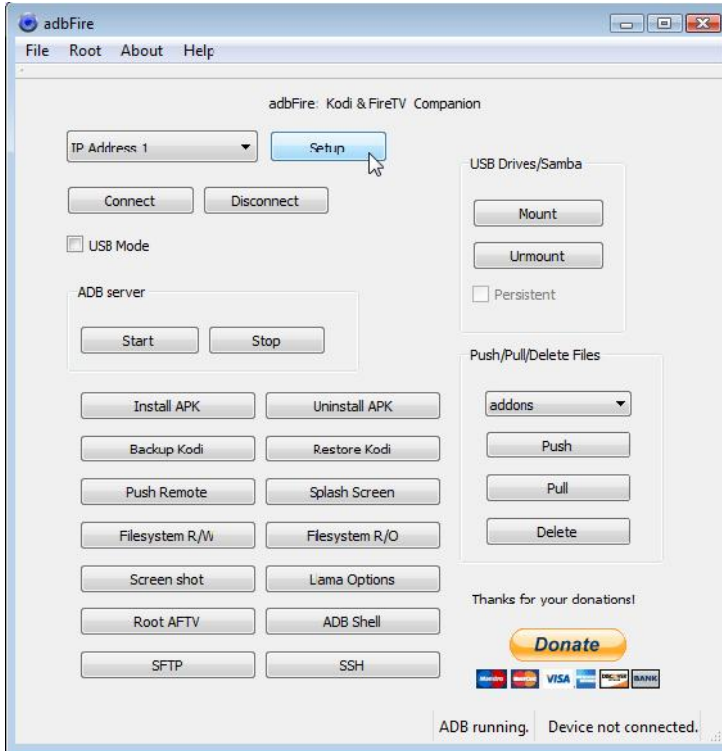 adbFire
File Root About Help
adbFire: Kodi & FireTV Companion
IP Address 1
Setup
Connect
Disconnect
USB Mode
ADB server
Start
Stop
Install APK
Uninstall APK
Backup Kodi
Restore Kodi
Push Remote
Splash Screen
Filesystem R/W
Filesystem R/O
Screen shot
Lama Options
Root AFTV
ADB Shell
SFTP
SSH
USB Drives/Samba
Mount
Unmount
Persistent
Push/Pull/Delete Files
addons
Push
Pull
Delete
Thanks for your donations!
Donate
VISA
BANK
ADB running.
Device not connected.